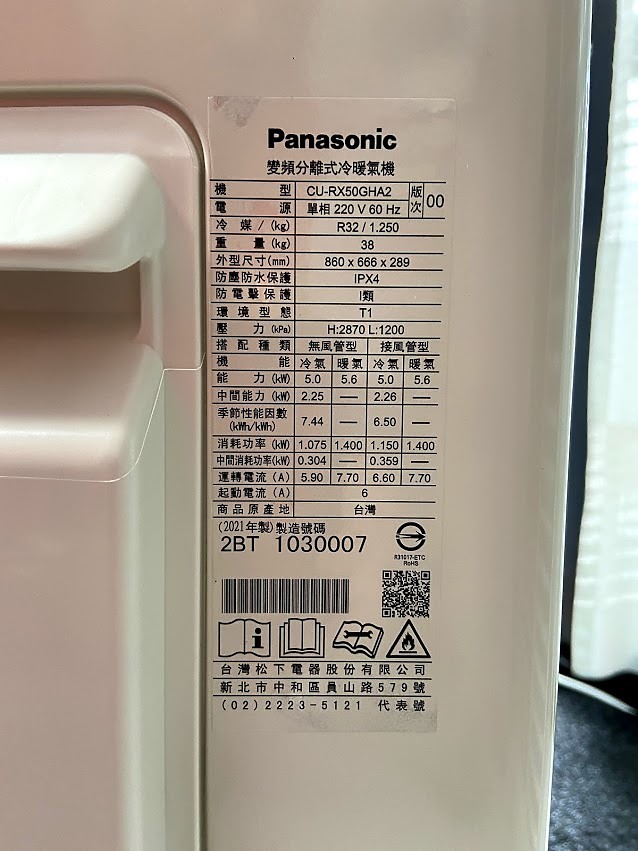 Panasonic
變頻分離式冷暖氣機
機型 CU-RX50GHA2 版次 00
電源 單相 220 V 60 Hz
冷媒/(kg) R32 / 1.250
重量(kg) 38
外型尺寸(mm) 860 x 666 x 289
防塵防水保護 IPX4
防電擊保護 I類
環境型態 T1
壓力(kPa) H:2870 L:1200
搭配種類 無風管型 接風管型
機能 冷氣 暖氣 冷氣 暖氣
能力(kW) 5.0 5.6 5.0 5.6
中間能力(kW) 2.25 — 2.26 —
季節性能因數(kWh/kWh) 7.44 — 6.50 —
消耗功率(kW) 1.075 1.400 1.150 1.400
中間消耗功率(kW) 0.304 — 0.359 —
運轉電流(A) 5.90 7.70 6.60 7.70
起動電流(A) 6
商品原產地 台灣
(2021年製)製造號碼
2BT 1030007
R31017-ETC
RoHS
台灣松下電器股份有限公司
新北市中和區員山路579號
(02)2223-5121 代表號